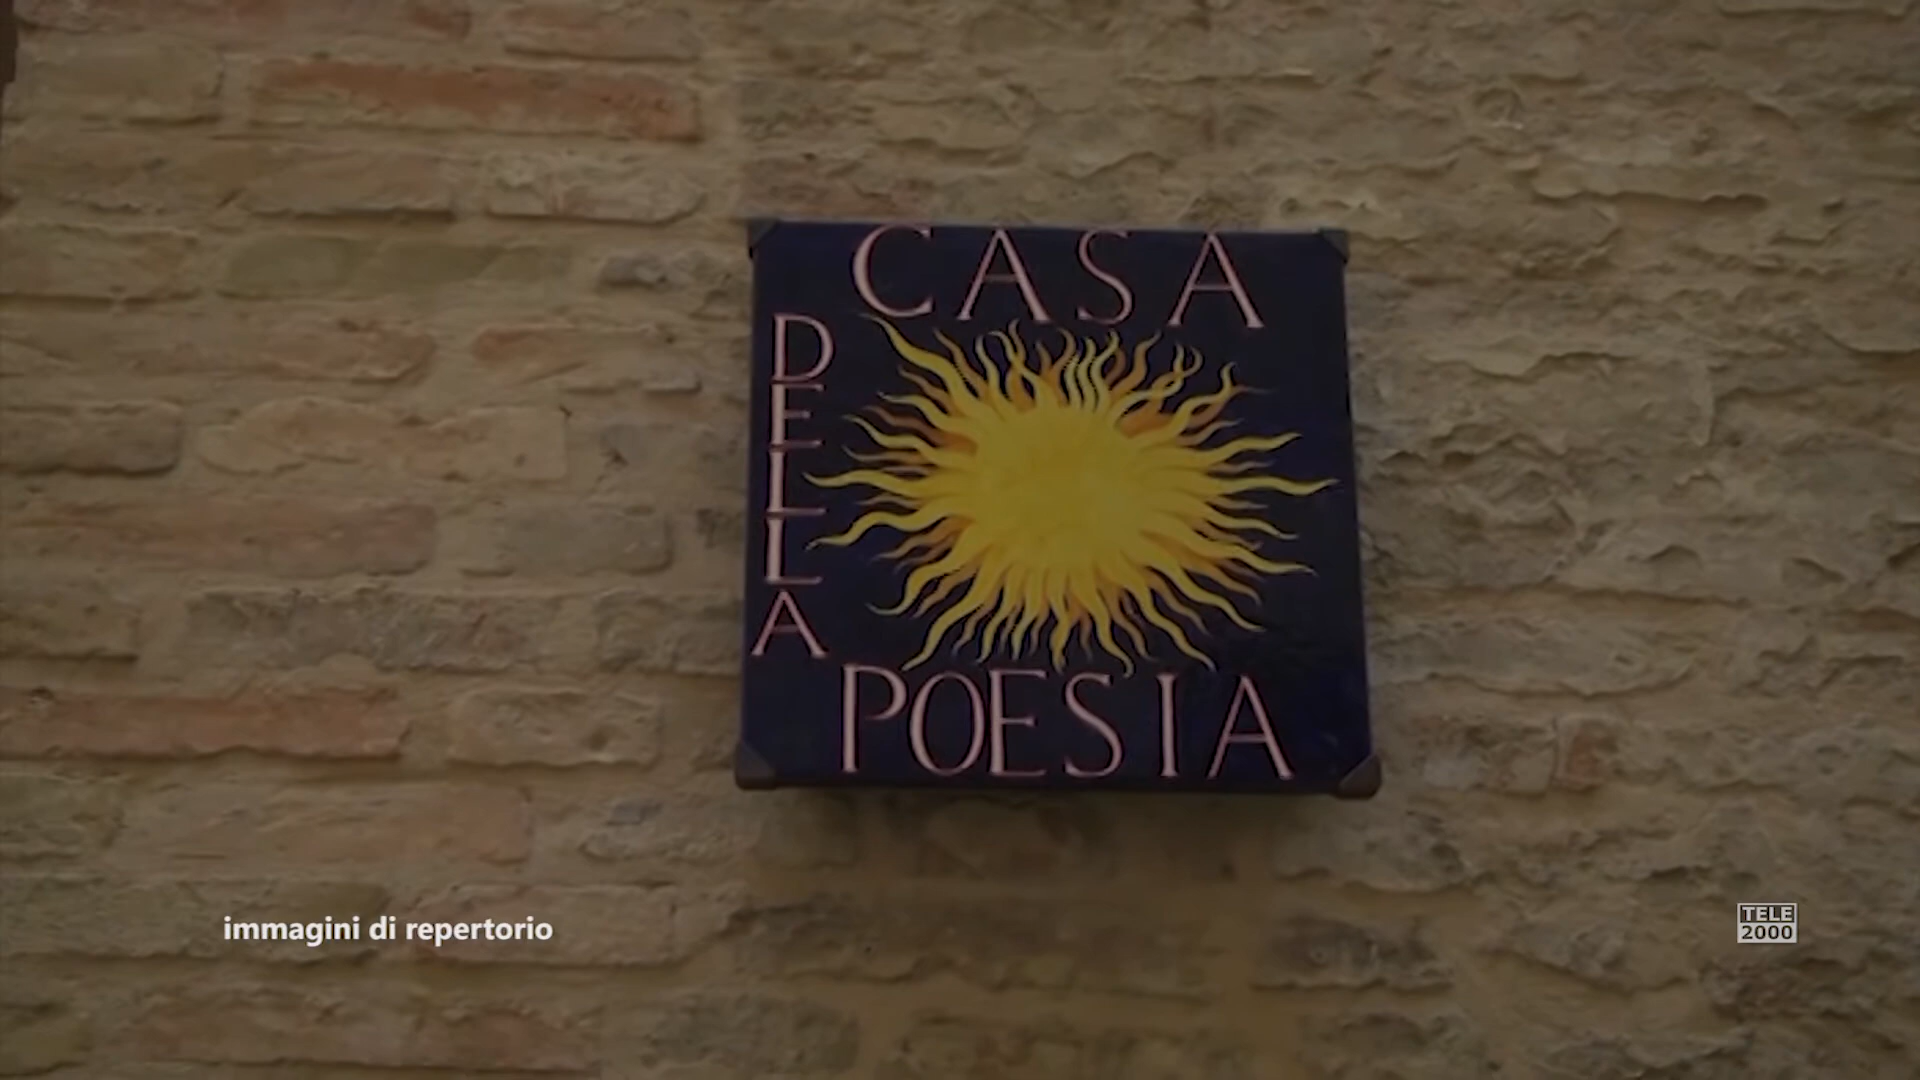 CASA
DELLA
POESIA
immagini di repertorio
TELE
2000